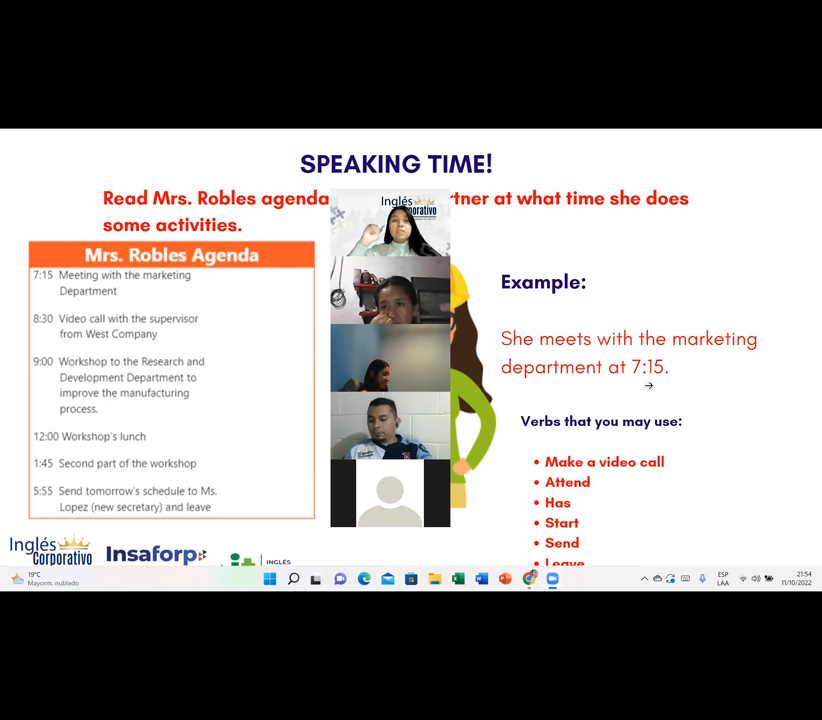 SPEAKING TIME!
Read Mrs. Robles agenda rtner at what time she does
some activities.
Mrs. Robles Agenda
7:15 Meeting with the marketing
Department
8:30 Video call with the supervisor
from West Company
9:00 Workshop to the Research and
Development Department to
improve the manufacturing
process.
12:00 Workshop's lunch
1:45 Second part of the workshop
5:55 Send tomorrow's schedule to Ms.
Lopez (new secretary) and leave
Inglés
Corporativo
Example:
She meets with the marketing
department at 7:15.
Verbs that you may use:
• Make a video call
• Attend
• Has
• Start
• Send
• Leave
Inglés
Corporativo
Insaforp
INGLÉS
19°C
Mayorm. nublado
ESP
LAA
21:54
11/10/2022